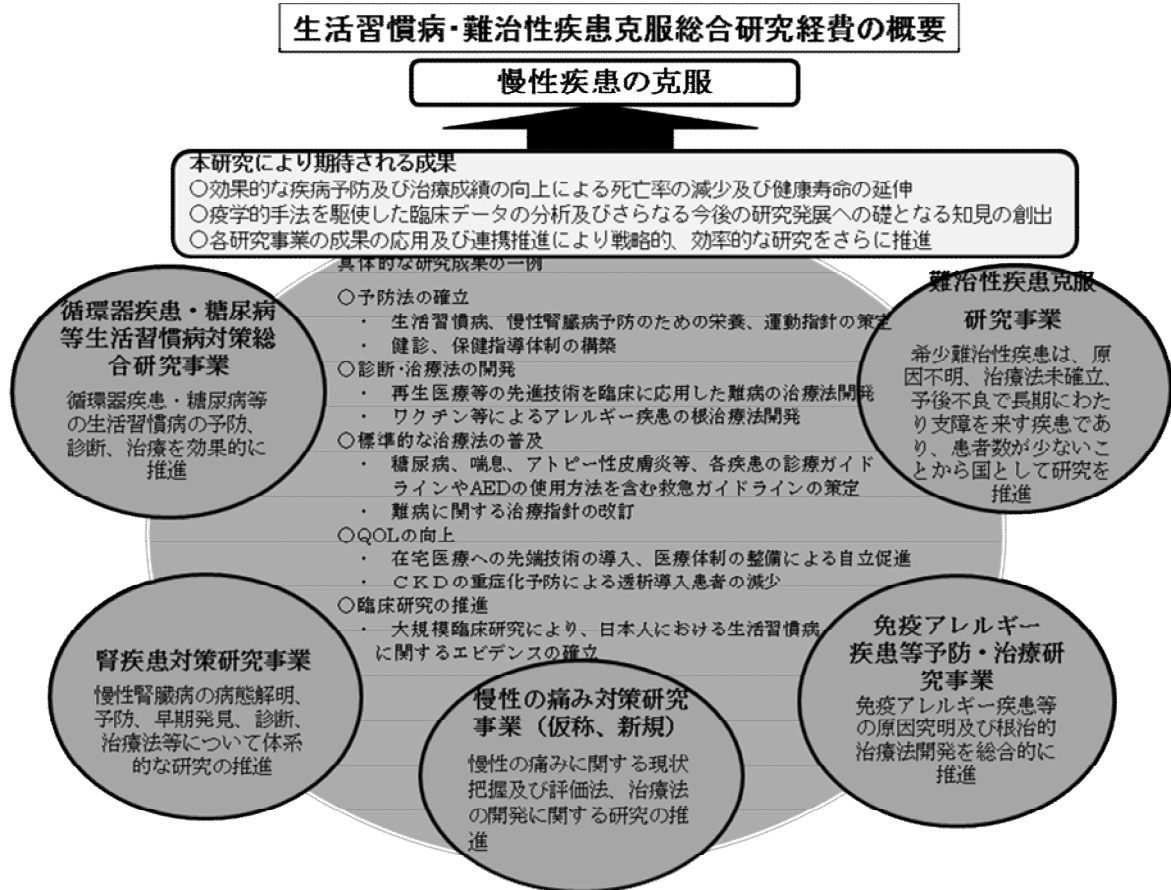 生活習慣病･難治性疾患克服総合研究経費の概要
慢性疾患の克服
本研究により期待される成果
○効果的な疾病予防及び治療成績の向上による死亡率の減少及び健康寿命の延伸
○疫学的手法を駆使した臨床データの分析及びさらなる今後の研究発展への礎となる知見の創出
○各研究事業の成果の応用及び連携推進により戦略的、効率的な研究をさらに推進
具体的な研究成果の一例
○予防法の確立
・ 生活習慣病、慢性腎臓病予防のための栄養、運動指針の策定
・ 健診、保健指導体制の構築
○診断･治療法の開発
・ 再生医療等の先進技術を臨床に応用した難病の治療法開発
・ ワクチン等によるアレルギー疾患の根治療法開発
○標準的な治療法の普及
・ 糖尿病、喘息、アトピー性皮膚炎等、各疾患の診療ガイド
ラインやAEDの使用方法を含む救急ガイドラインの策定
・ 難病に関する治療指針の改訂
○QOLの向上
・ 在宅医療への先端技術の導入、医療体制の整備による自立促進
・ ＣＫＤの重症化予防による透析導入患者の減少
○臨床研究の推進
・ 大規模臨床研究により、日本人における生活習慣病
に関するエビデンスの確立
循環器疾患・糖尿病
等生活習慣病対策総
合研究事業
循環器疾患・糖尿病等
の生活習慣病の予防、
診断、治療を効果的に
推進
難治性疾患克服
研究事業
希少難治性疾患は、原
因不明、治療法未確立、
予後不良で長期にわた
り支障を来す疾患であ
り、患者数が少ないこ
とから国として研究を
推進
腎疾患対策研究事業
慢性腎臓病の病態解明、
予防、早期発見、診断、
治療法等について体系
的な研究の推進
慢性の痛み対策研究
事業（仮称、新規）
慢性の痛みに関する現状
把握及び評価法、治療法
の開発に関する研究の推
進
免疫アレルギー
疾患等予防・治療研
究事業
免疫アレルギー疾患等
の原因究明及び根治的
治療法開発を総合的に
推進